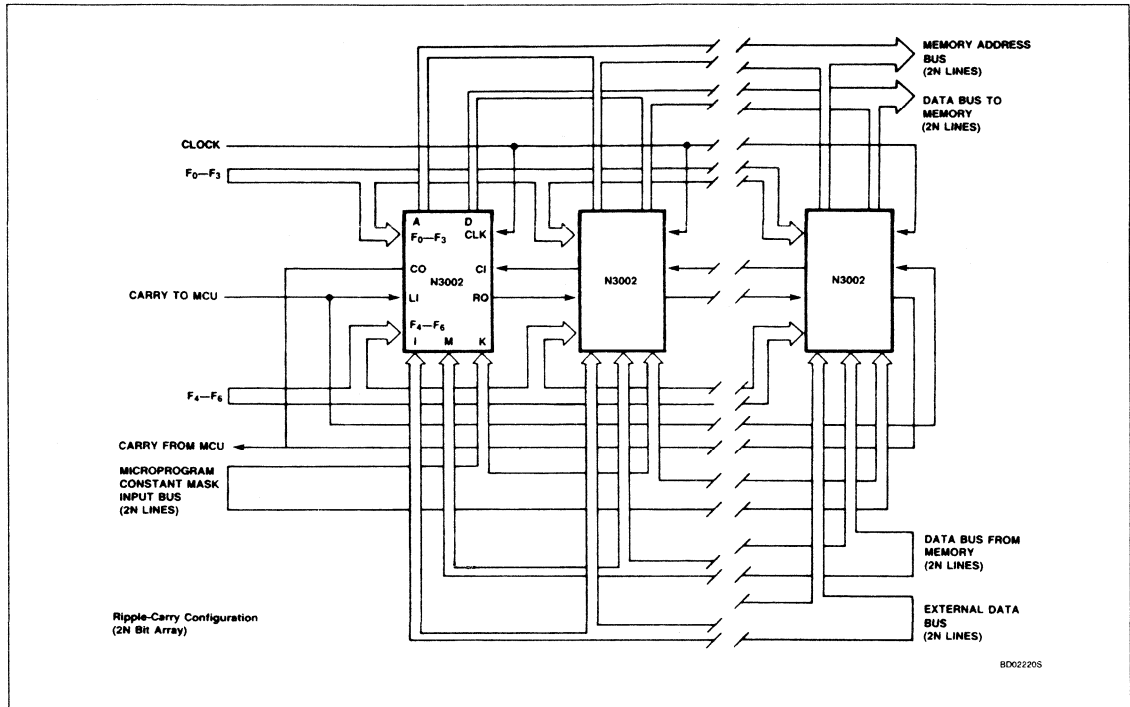 MEMORY ADDRESS
BUS
(2N LINES)
DATA BUS TO
MEMORY
(2N LINES)
CLOCK
F0—F3
A D
CLK
F0—F3
CO CI
N3002
LI RO
F4—F6
I M K
N3002
N3002
CARRY TO MCU
F4—F6
CARRY FROM MCU
MICROPROGRAM
CONSTANT MASK
INPUT BUS
(2N LINES)
DATA BUS FROM
MEMORY
(2N LINES)
EXTERNAL DATA
BUS
(2N LINES)
Ripple-Carry Configuration
(2N Bit Array)
BD02220S